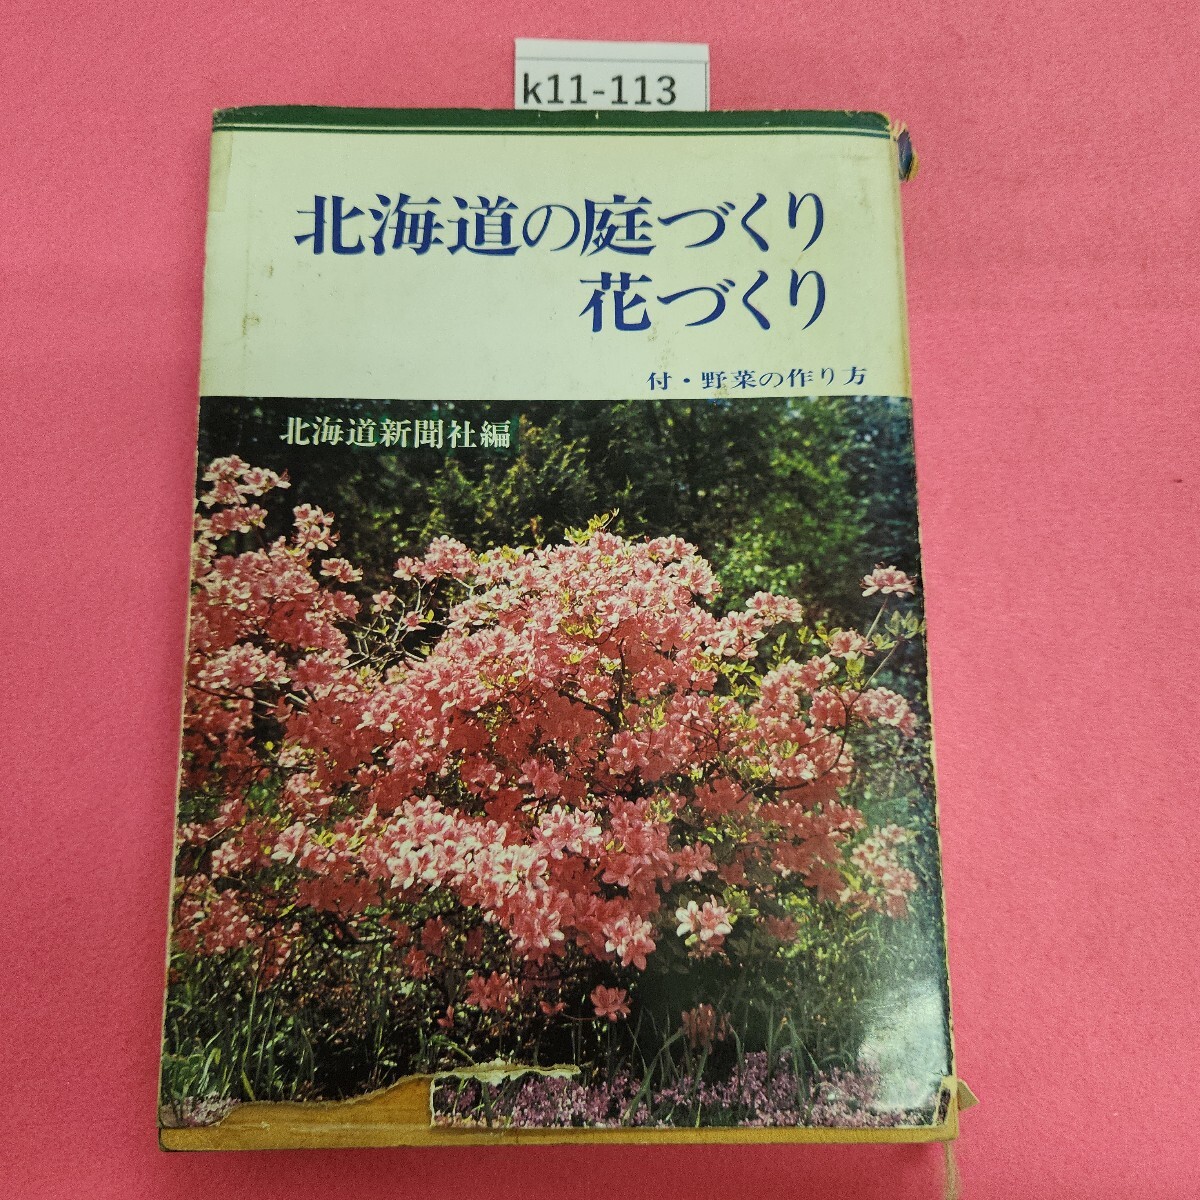 k11-113
北海道の庭づくり
花づくり
付・野菜の作り方
北海道新聞社編